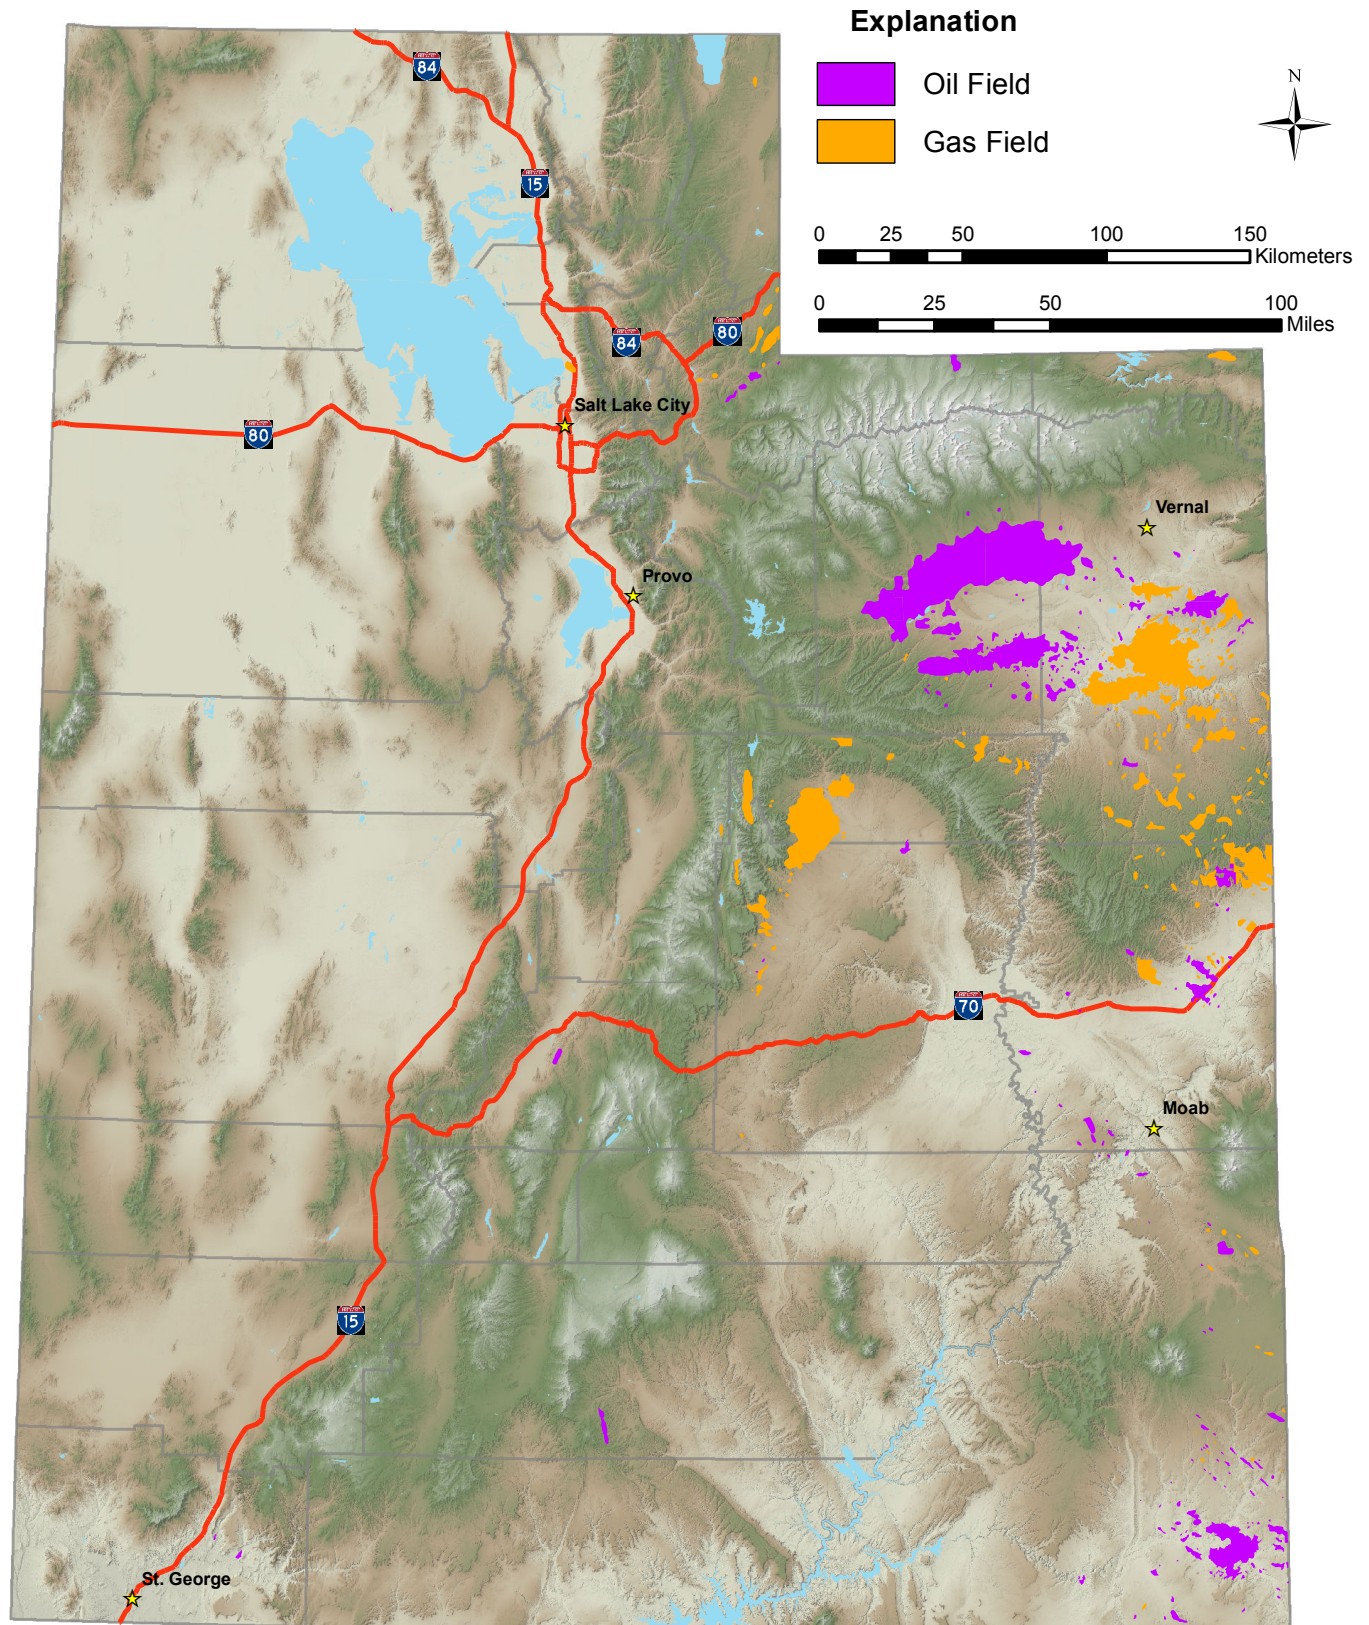 Explanation
Oil Field
Gas Field
N
0 25 50 100 150
Kilometers
0 25 50 100
Miles
84
15
84
80
80
Salt Lake City
Vernal
Provo
70
Moab
15
St. George